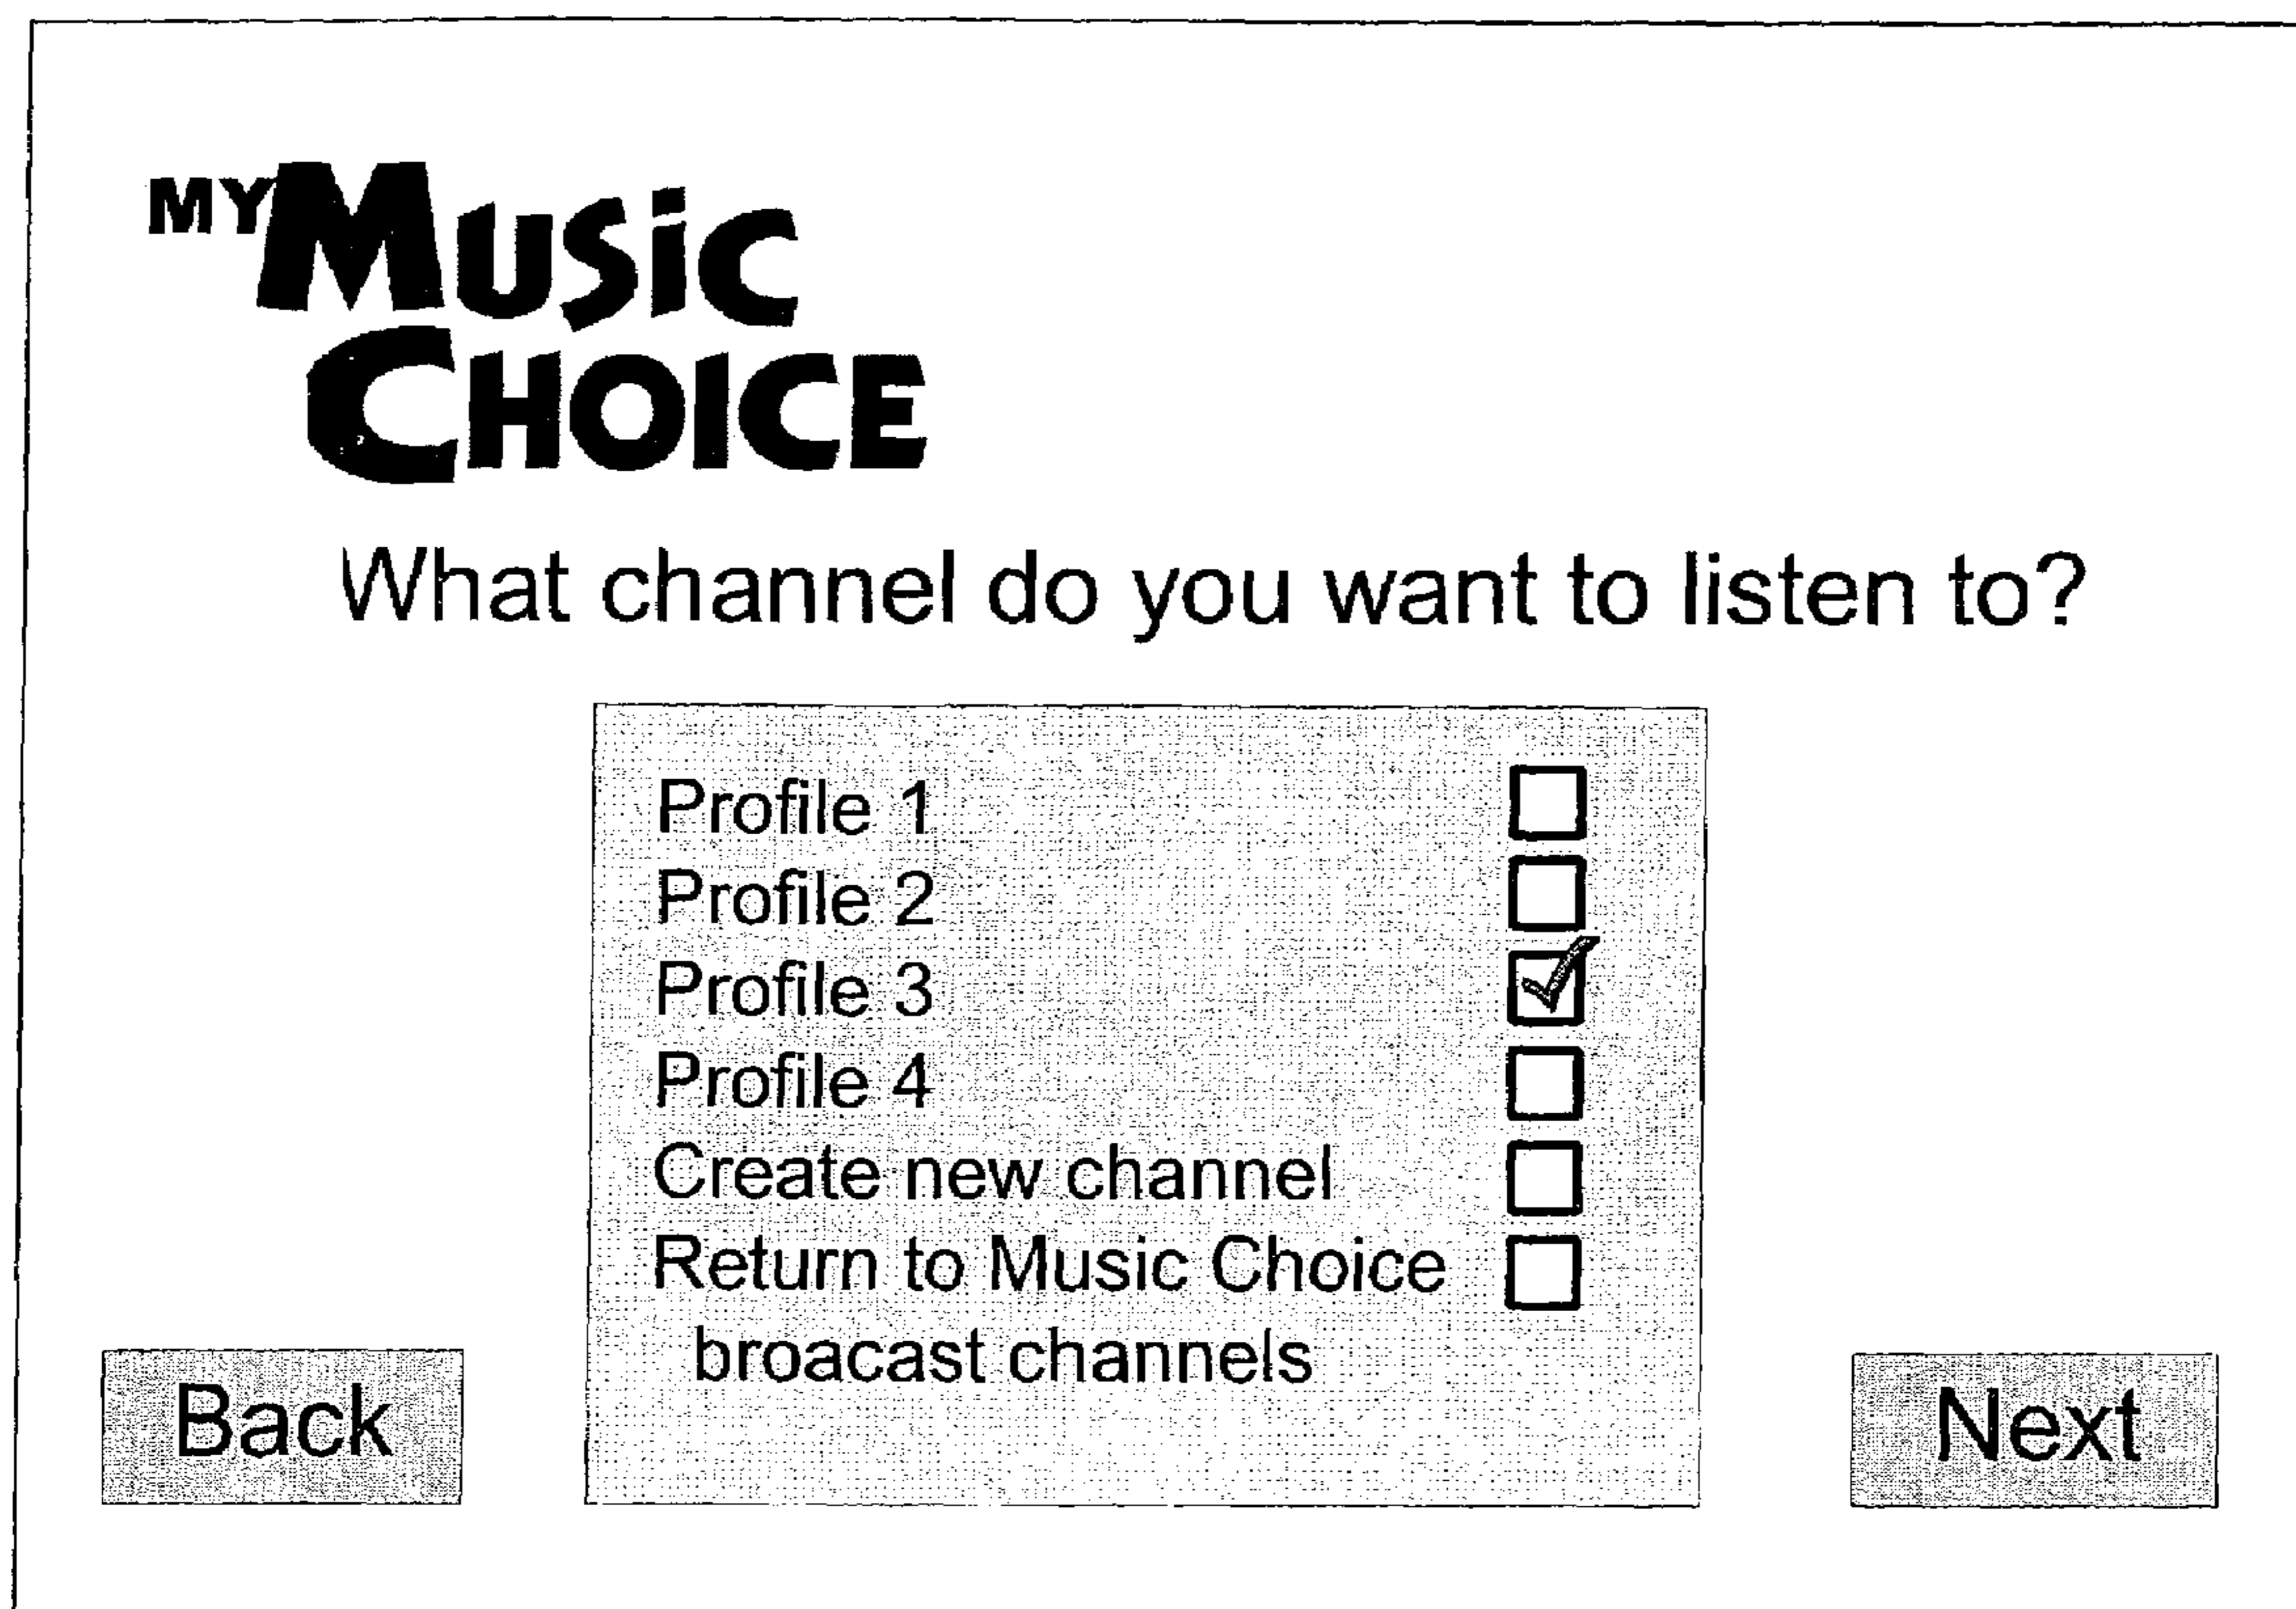 MY MUSiC
CHOICE
What channel do you want to listen to?
Profile 1
Profile 2
Profile 3
Profile 4
Create new channel
Return to Music Choice
broacast channels
Back
Next